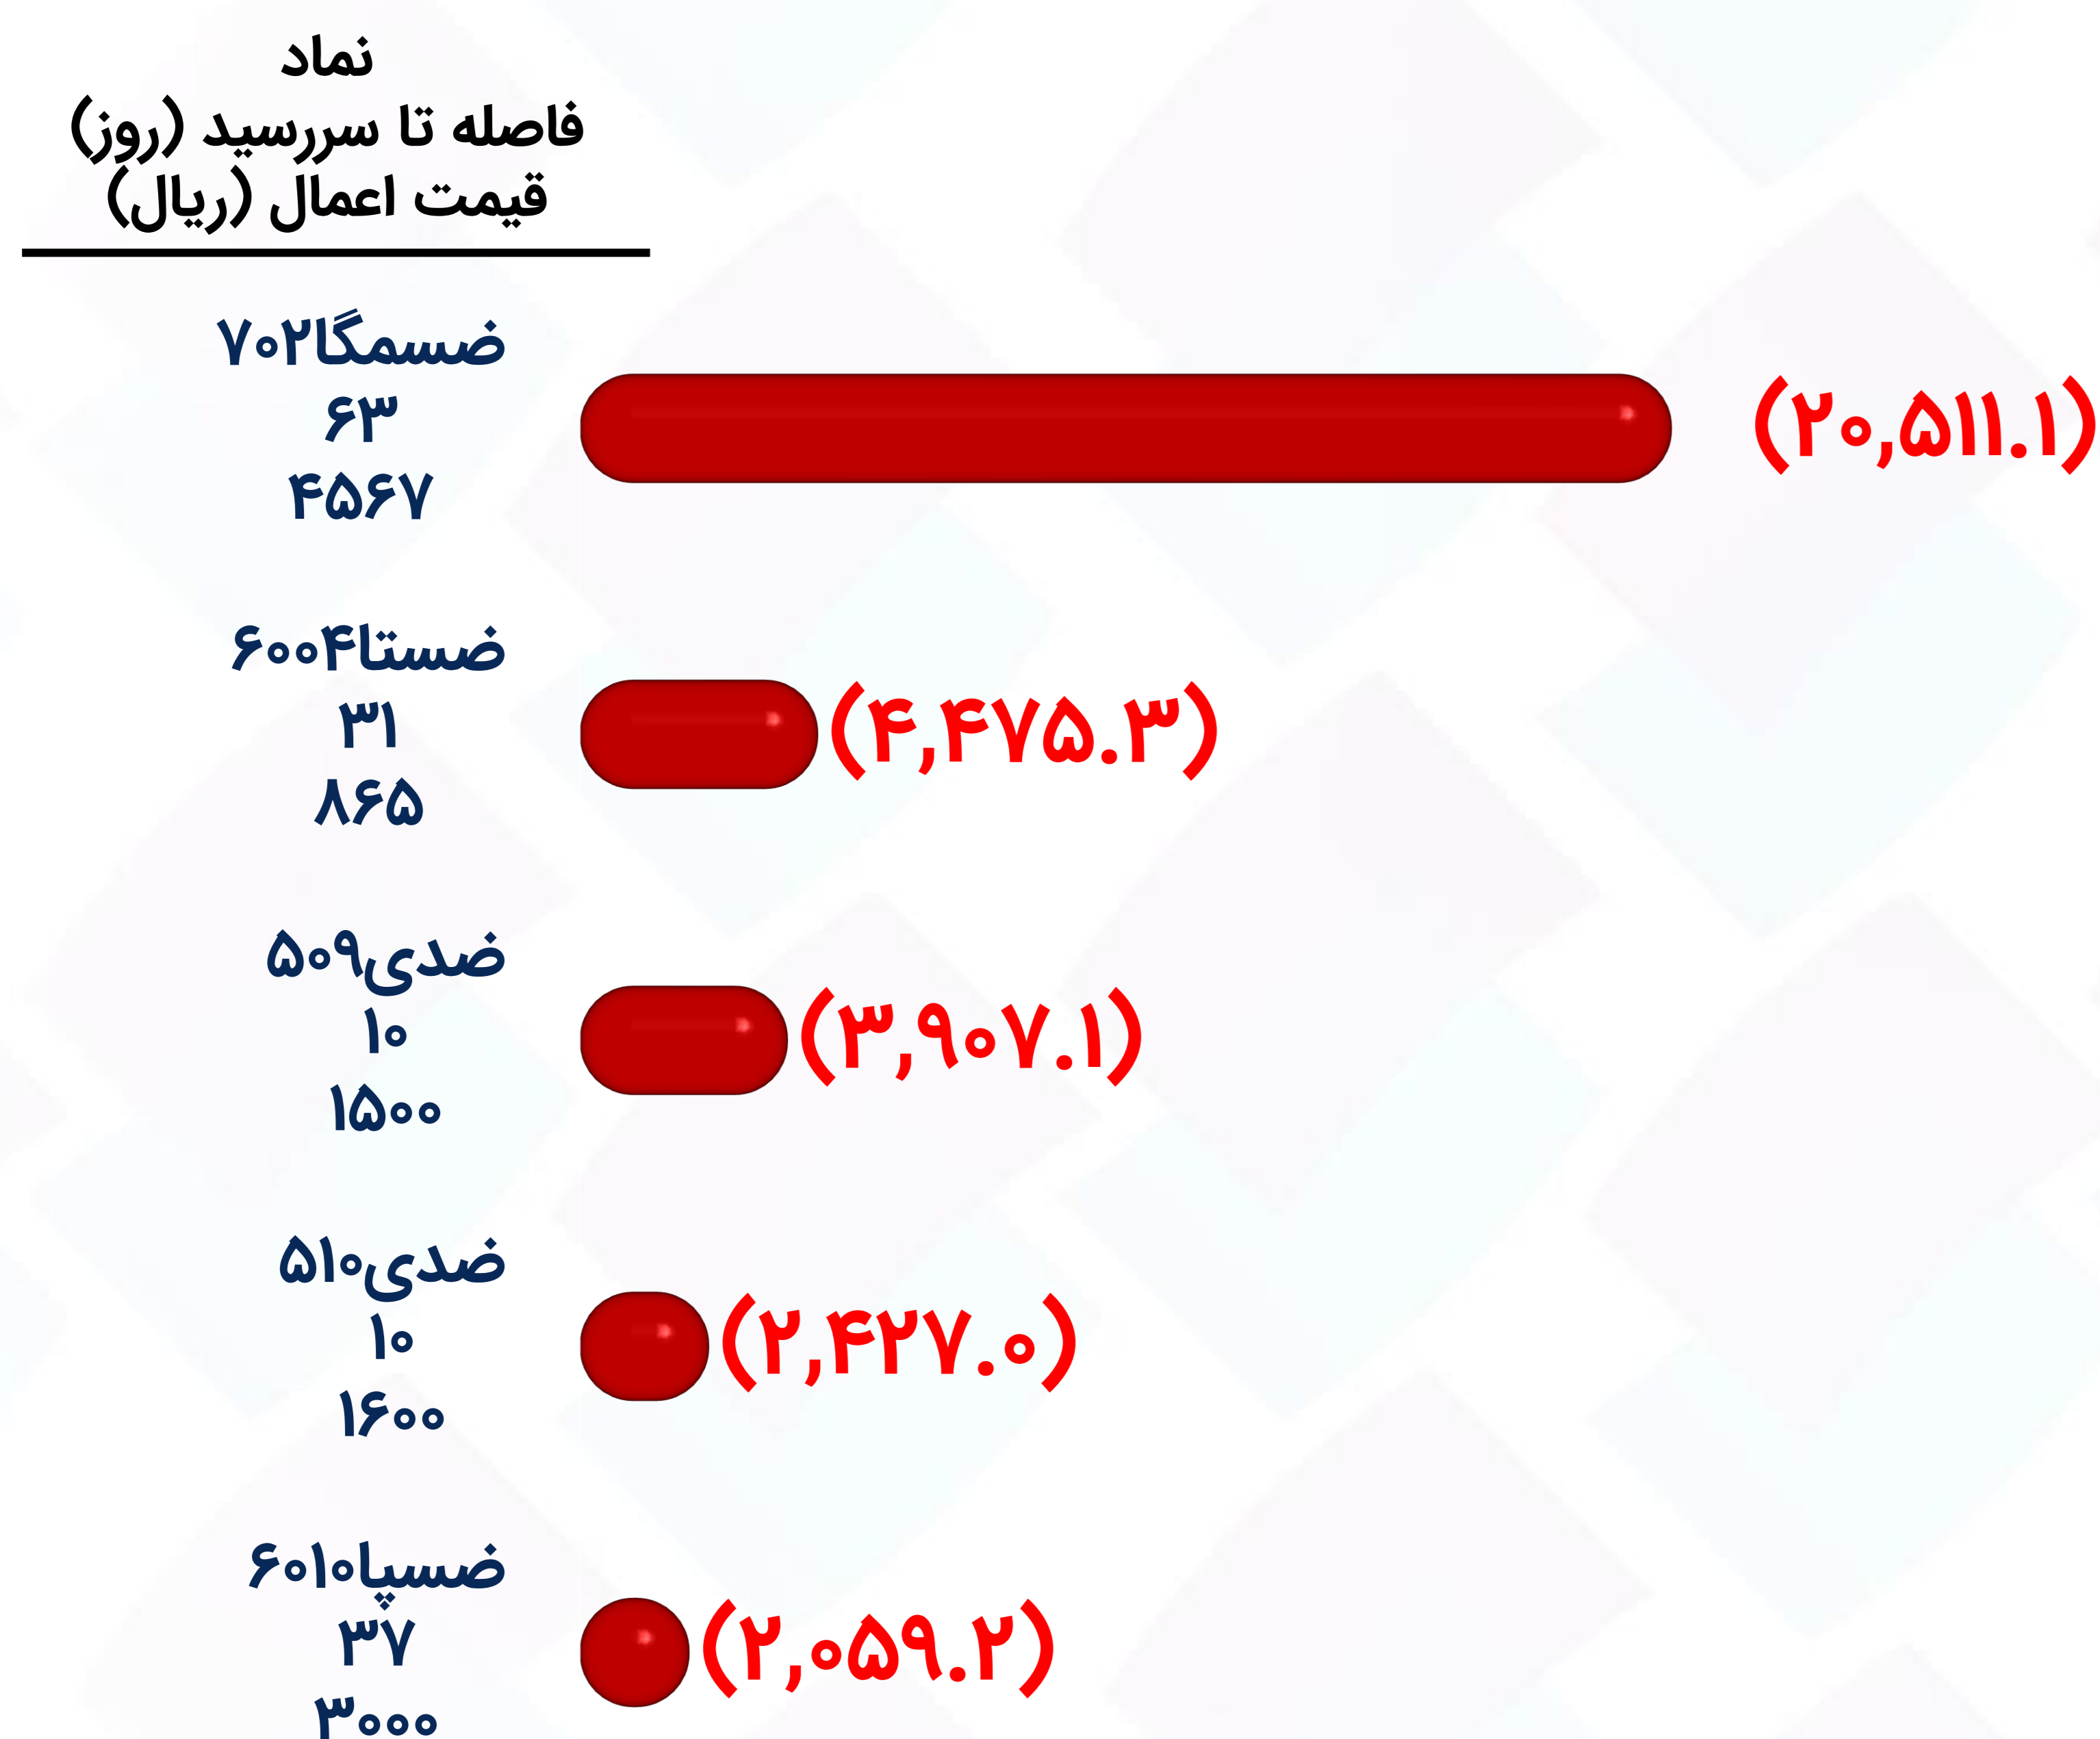 نماد
فاصله تا سررسید (روز)
قیمت اعمال (ریال)
ضسمگا۷۰۲
۶۳
۴۵۶۷
(۲۰,۵۱۱.۱)
ضستا۶۰۰۴
۳۱
۸۶۵
(۴,۴۷۵.۳)
ضدی۵۰۹
۱۰
۱۵۰۰
(۳,۹۰۷.۱)
ضدی۵۱۰
۱۰
۱۶۰۰
(۲,۴۲۷.۰)
ضسپا۶۰۱۰
۳۷
۳۰۰۰
(۲,۰۵۹.۲)